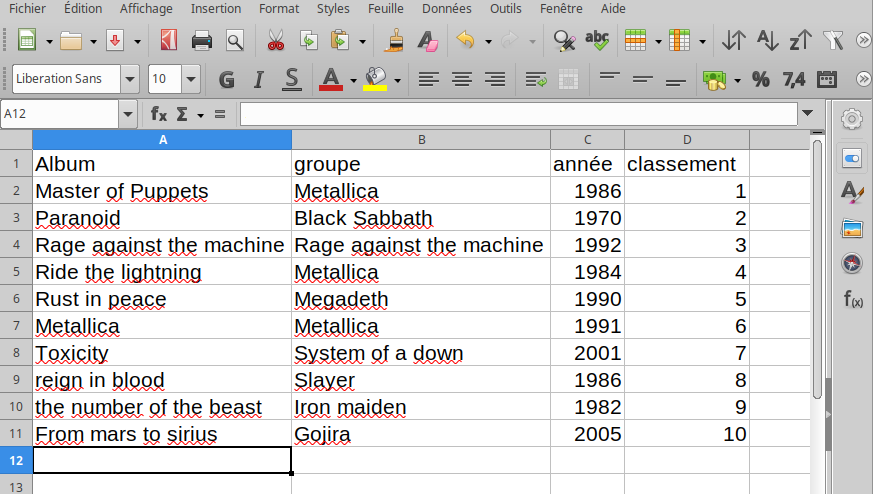 Fichier Édition Affichage Insertion Format Styles Feuille Données Outils Fenêtre Aide
abc
Liberation Sans 10 G I S A % 7,4
A12 fx Σ =
A B C D
1 Album groupe année classement
2 Master of Puppets Metallica 1986 1
3 Paranoid Black Sabbath 1970 2
4 Rage against the machine Rage against the machine 1992 3
5 Ride the lightning Metallica 1984 4
6 Rust in peace Megadeth 1990 5
7 Metallica Metallica 1991 6
8 Toxicity System of a down 2001 7
9 reign in blood Slayer 1986 8
10 the number of the beast Iron maiden 1982 9
11 From mars to sirius Gojira 2005 10
12
13